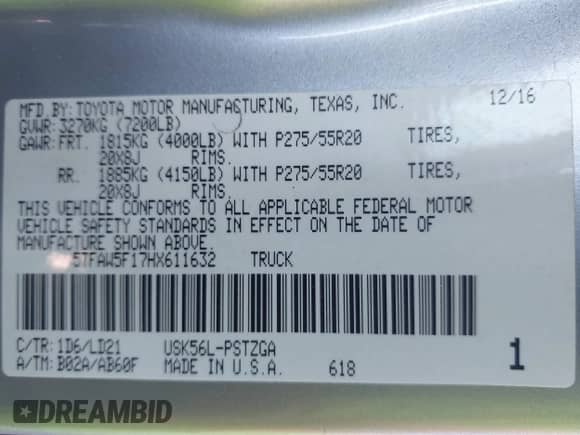 MFD BY: TOYOTA MOTOR MANUFACTURING, TEXAS, INC. 12/16
GVWR: 3270KG (7200LB)
GAWR: FRT. 1815KG (4000LB) WITH P275/55R20 TIRES,
20X8J RIMS.
RR. 1885KG (4150LB) WITH P275/55R20 TIRES,
20X8J RIMS.
THIS VEHICLE CONFORMS TO ALL APPLICABLE FEDERAL MOTOR
VEHICLE SAFETY STANDARDS IN EFFECT ON THE DATE OF
MANUFACTURE SHOWN ABOVE.
57FAW5F17HX611632 TRUCK
C/TR: 1D6/LD21 USK56L-PSTZGA
A/TM: B02A/AB60F MADE IN U.S.A. 618 1
DREAMBID